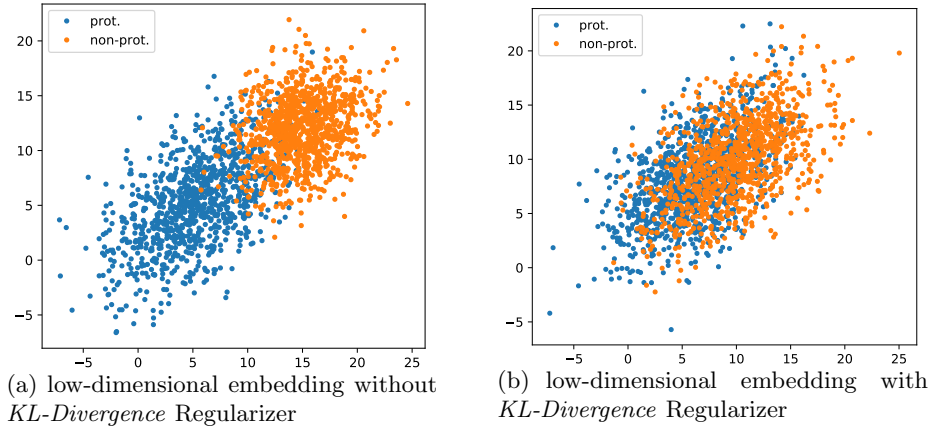 prot.
non-prot.
20
15
10
5
0
−5
−5 0 5 10 15 20 25
(a) low-dimensional embedding without
KL-Divergence Regularizer
prot.
non-prot.
20
15
10
5
0
−5
−5 0 5 10 15 20 25
(b) low-dimensional embedding with
KL-Divergence Regularizer